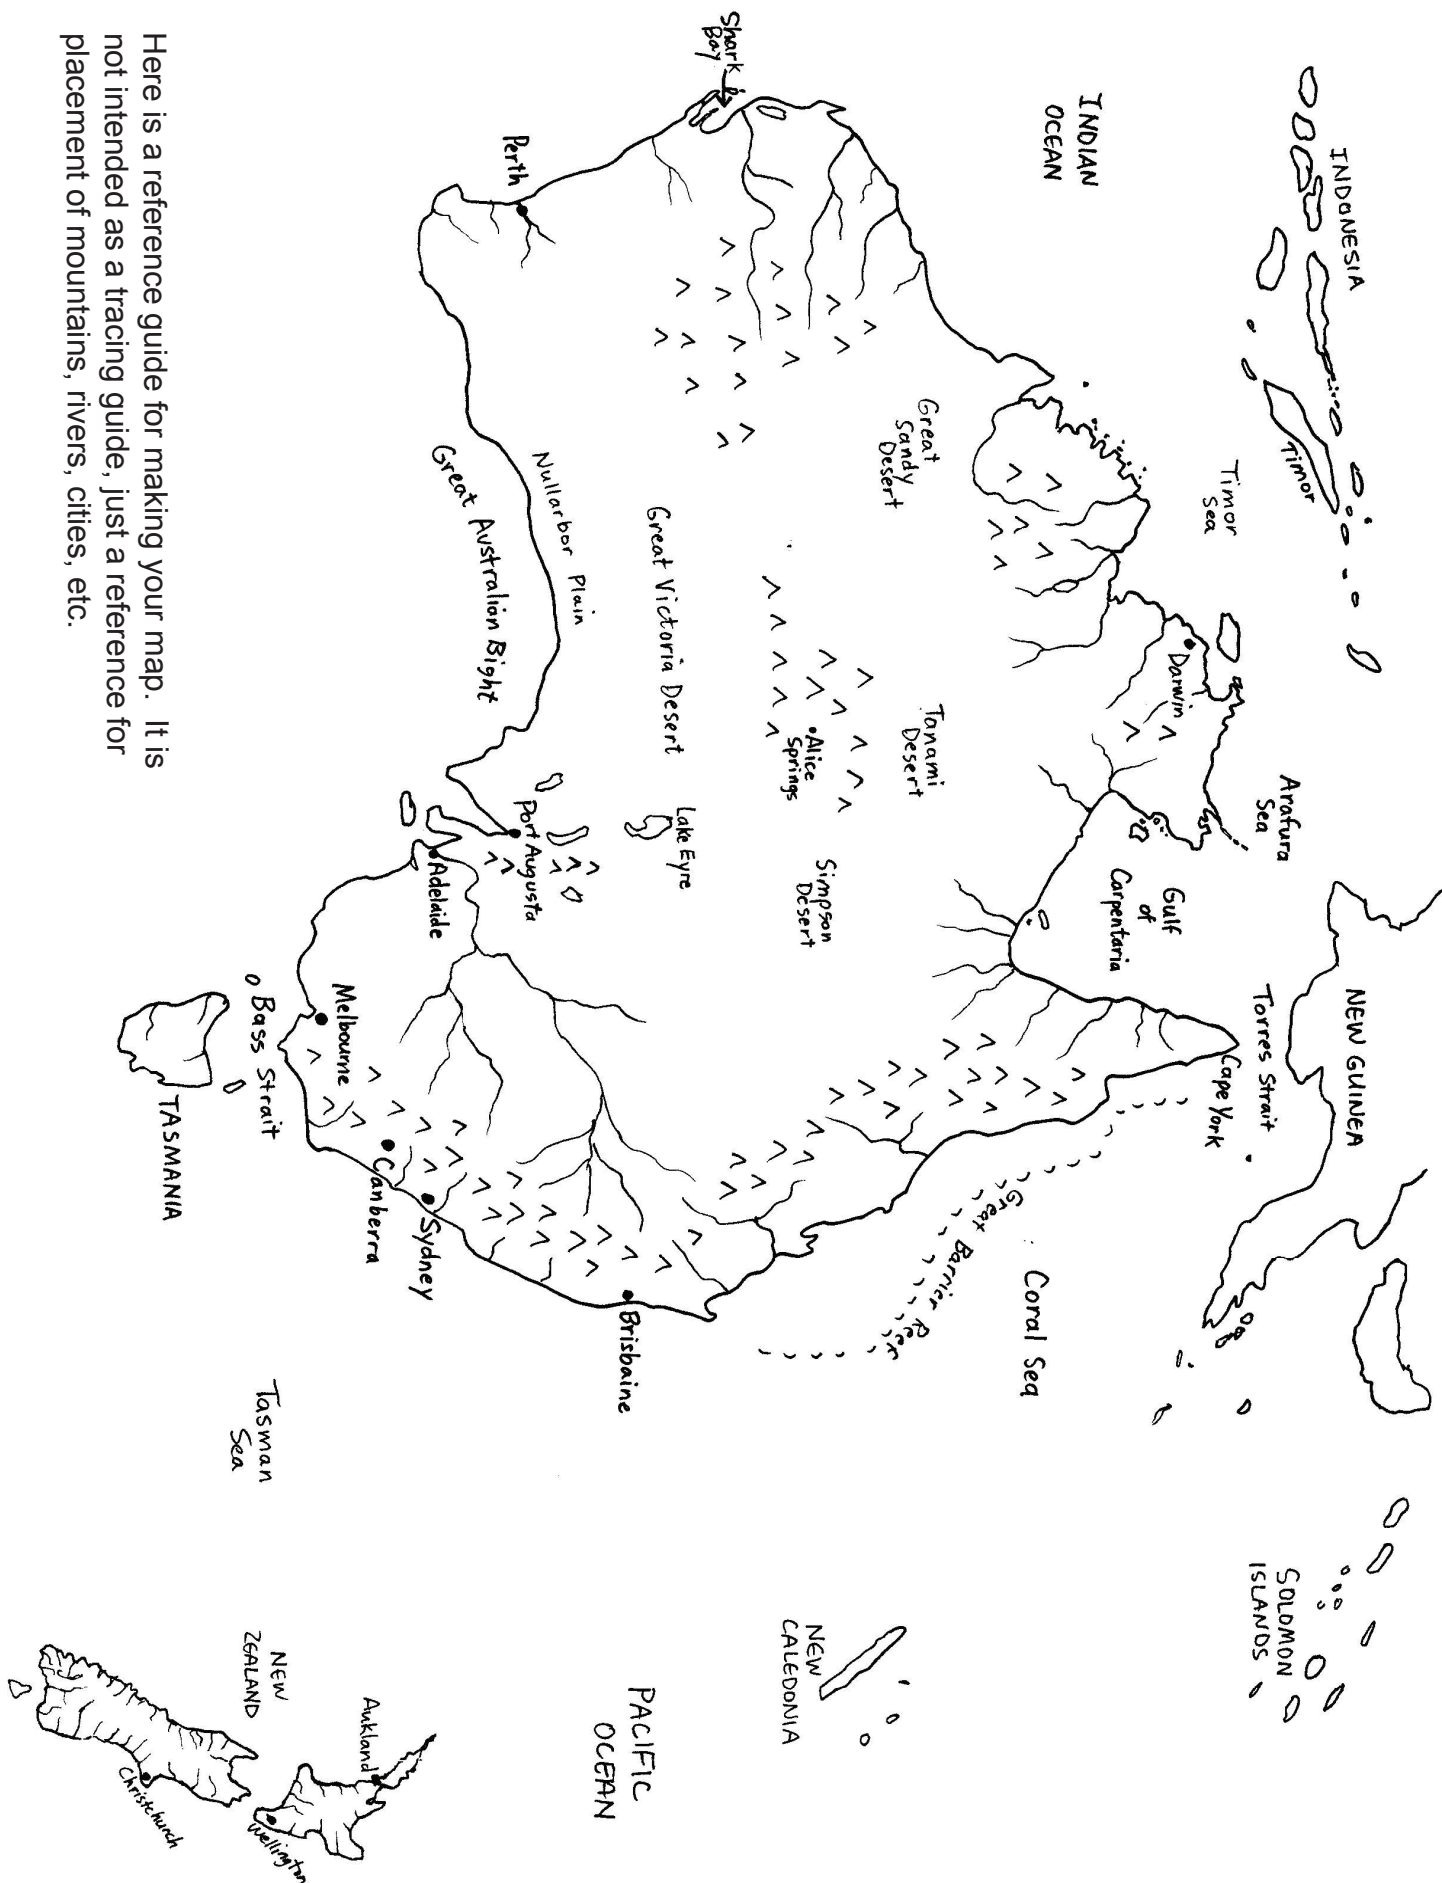 INDONESIA
Timor
Timor
Sea
Arafura
Sea
NEW GUINEA
Torres Strait
Cape York
Gulf
of
Carpentaria
Darwin
SOLOMON
ISLANDS
INDIAN
OCEAN
Coral Sea
Great Barrier Reef
Great
Sandy
Desert
Tanami
Desert
Alice
Springs
Simpson
Desert
NEW
CALEDONIA
Shark
Bay
Great Victoria Desert
Lake Eyre
Brisbaine
PACIFIC
OCEAN
Perth
Nullarbor Plain
Port Augusta
Great Australian Bight
Adelaide
Sydney
Canberra
Melbourne
Bass Strait
TASMANIA
Tasman
Sea
NEW
ZEALAND
Aukland
Wellington
Christchurch
Here is a reference guide for making your map.  It is
not intended as a tracing guide, just a reference for
placement of mountains, rivers, cities, etc.